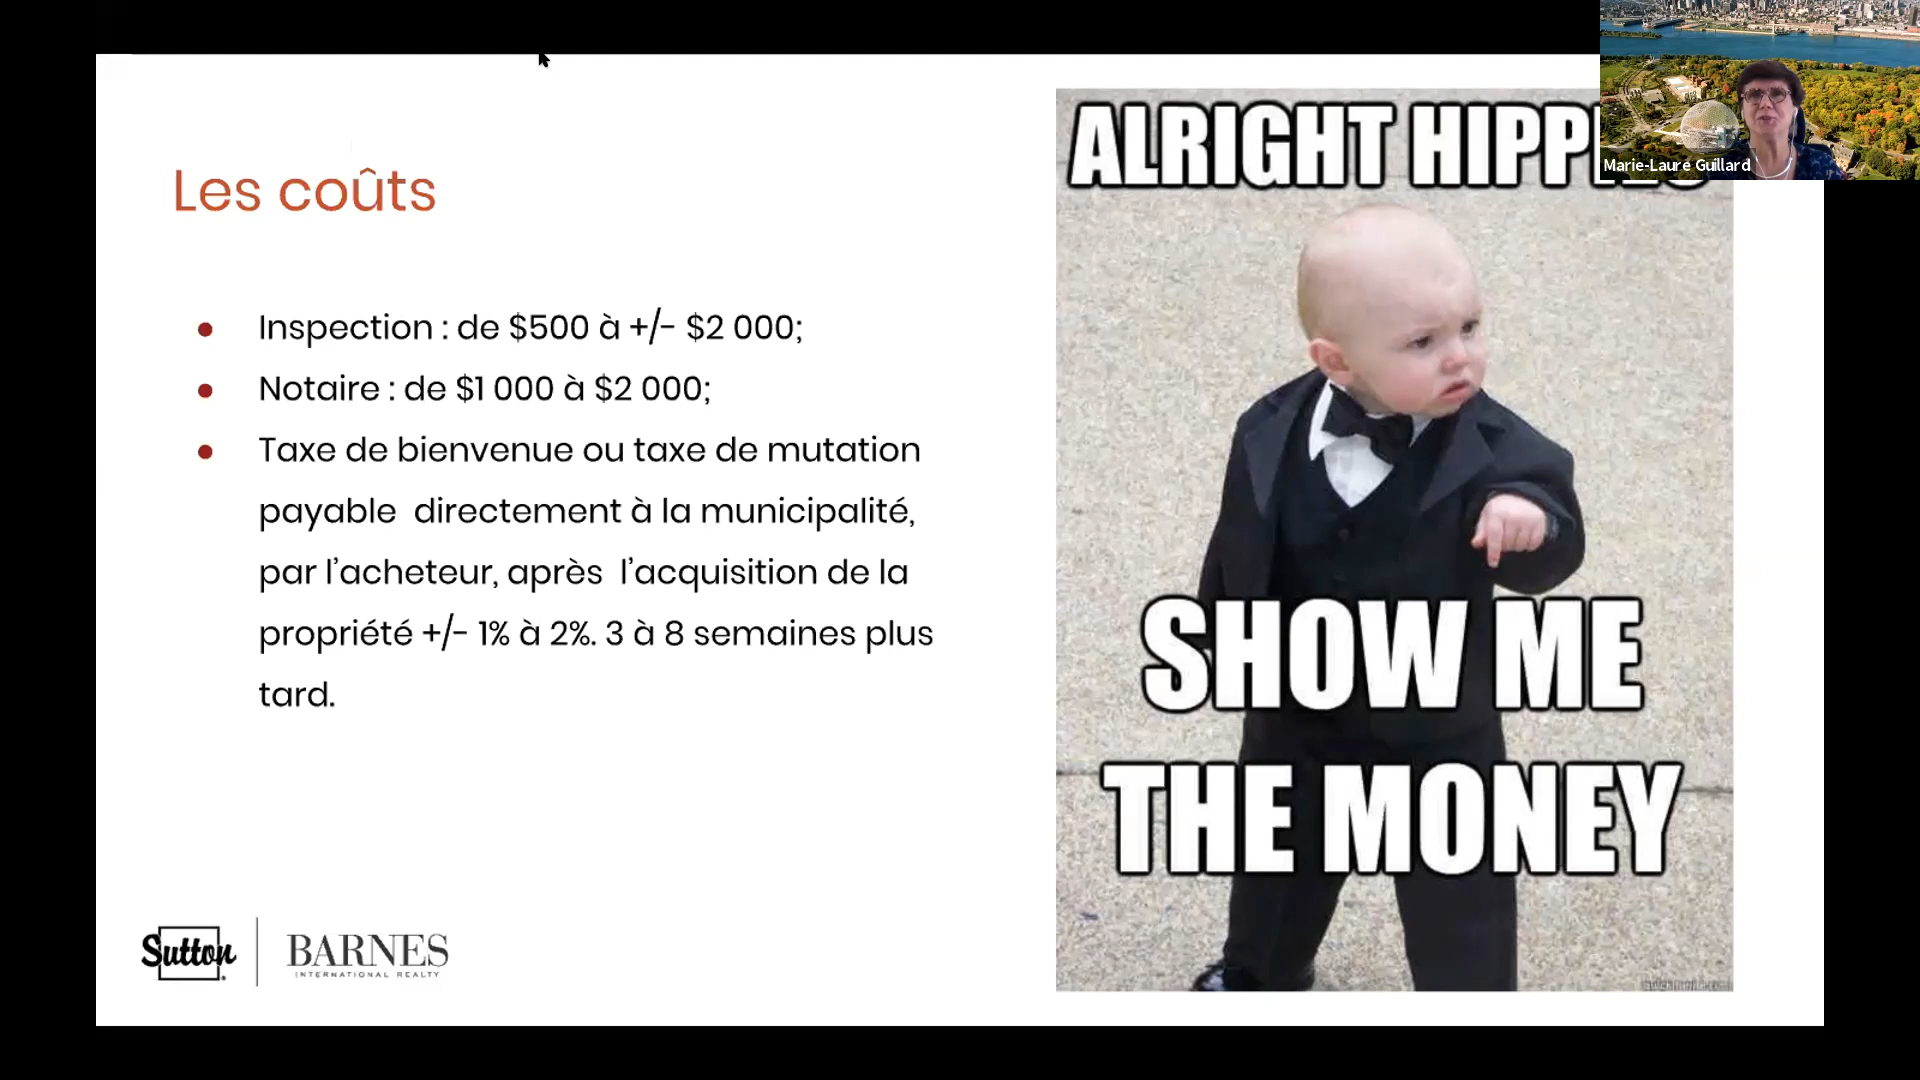 Les coûts
Inspection : de $500 à +/- $2 000;
Notaire : de $1 000 à $2 000;
Taxe de bienvenue ou taxe de mutation
payable directement à la municipalité,
par l'acheteur, après l'acquisition de la
propriété +/- 1% à 2%. 3 à 8 semaines plus
tard.
Sutton
BARNES
INTERNATIONAL REALTY
ALRIGHT
SHOW ME
THE MONEY
Marie-Laure Guillard